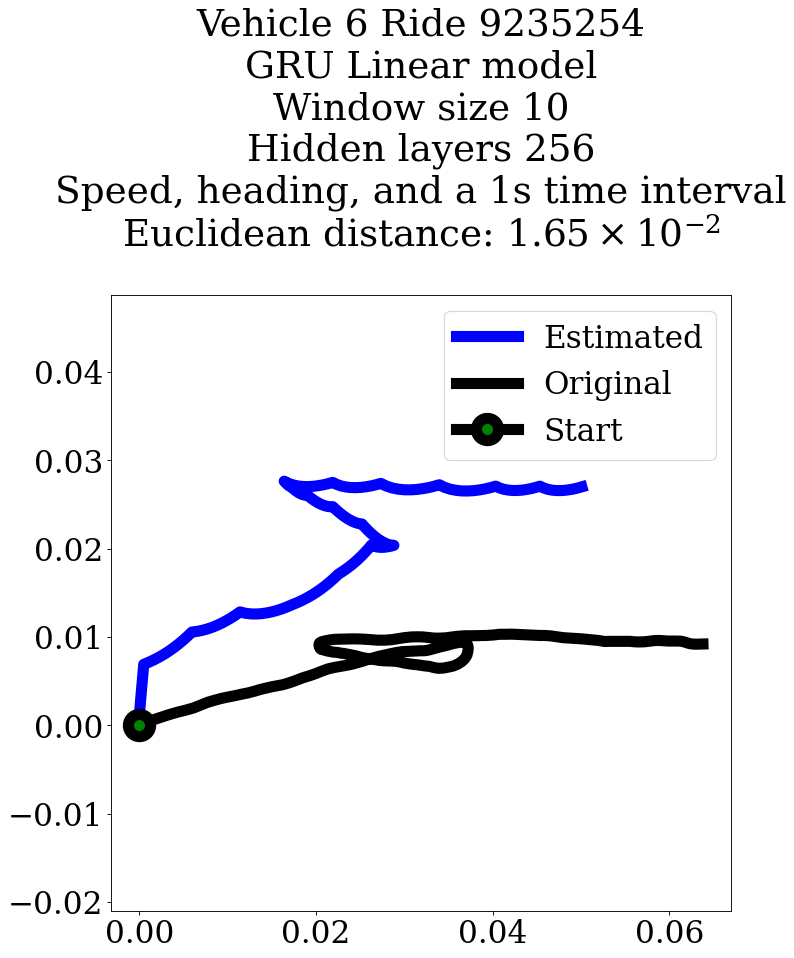 Vehicle 6 Ride 9235254
GRU Linear model
Window size 10
Hidden layers 256
Speed, heading, and a 1s time interval
Euclidean distance: 1.65 × 10⁻²
Estimated
Original
Start
0.04
0.03
0.02
0.01
0.00
−0.01
−0.02
0.00 0.02 0.04 0.06